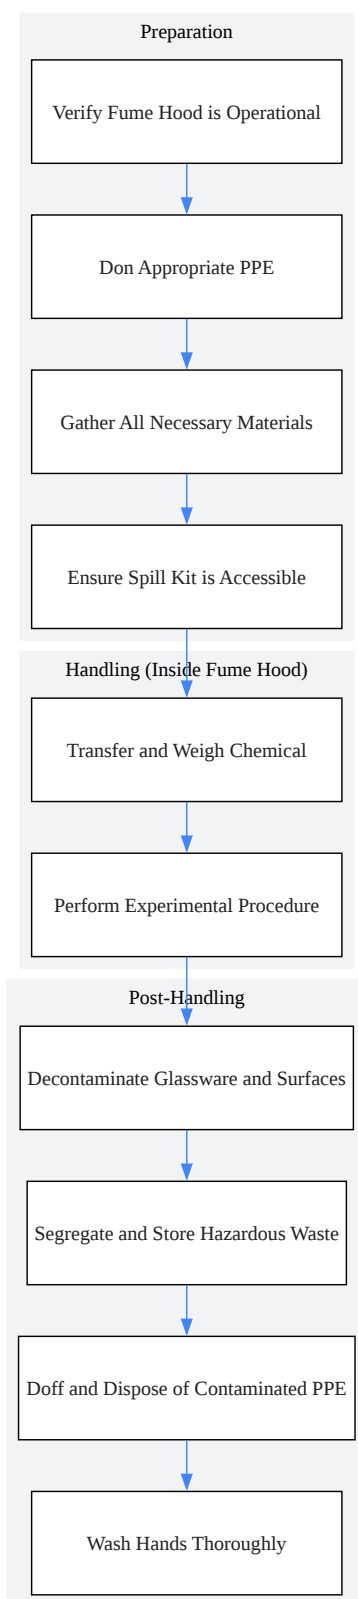 Preparation
Verify Fume Hood is Operational
Don Appropriate PPE
Gather All Necessary Materials
Ensure Spill Kit is Accessible
Handling (Inside Fume Hood)
Transfer and Weigh Chemical
Perform Experimental Procedure
Post-Handling
Decontaminate Glassware and Surfaces
Segregate and Store Hazardous Waste
Doff and Dispose of Contaminated PPE
Wash Hands Thoroughly